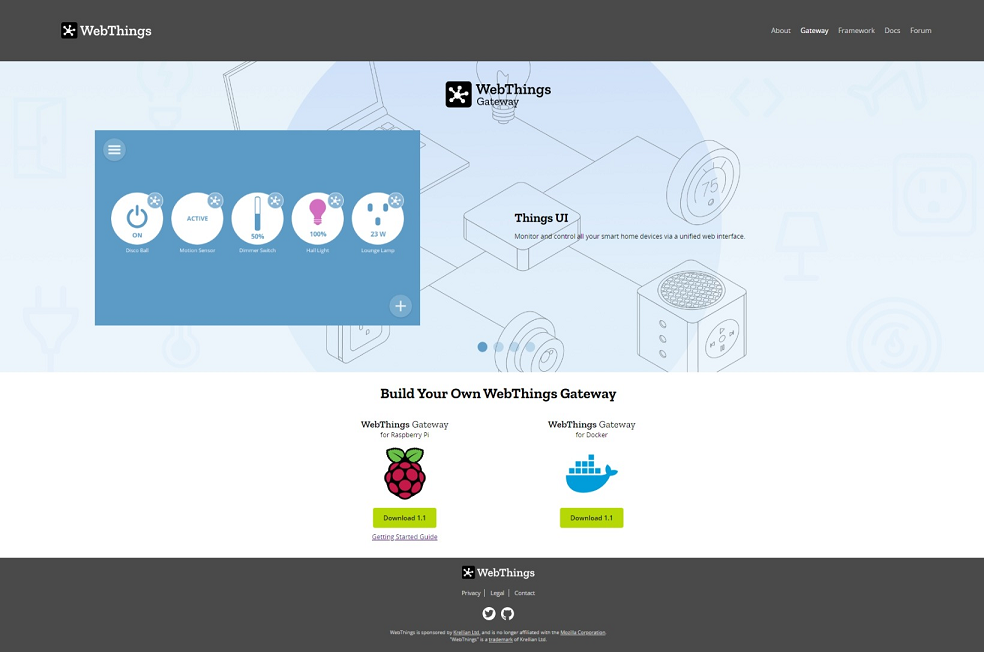 WebThings
About Gateway Framework Docs Forum
WebThings
Gateway
75
ON
ACTIVE
50%
100%
23 W
Disco Ball
Motion Sensor
Dimmer Switch
Hall Light
Lounge Lamp
Things UI
Monitor and control all your smart home devices via a unified web interface.
Build Your Own WebThings Gateway
WebThings Gateway
for Raspberry Pi
Download 1.1
Getting Started Guide
WebThings Gateway
for Docker
Download 1.1
WebThings
Privacy | Legal | Contact
WebThings is sponsored by Krellian Ltd. and is no longer affiliated with the Mozilla Corporation
"WebThings" is a trademark of Krellian Ltd.